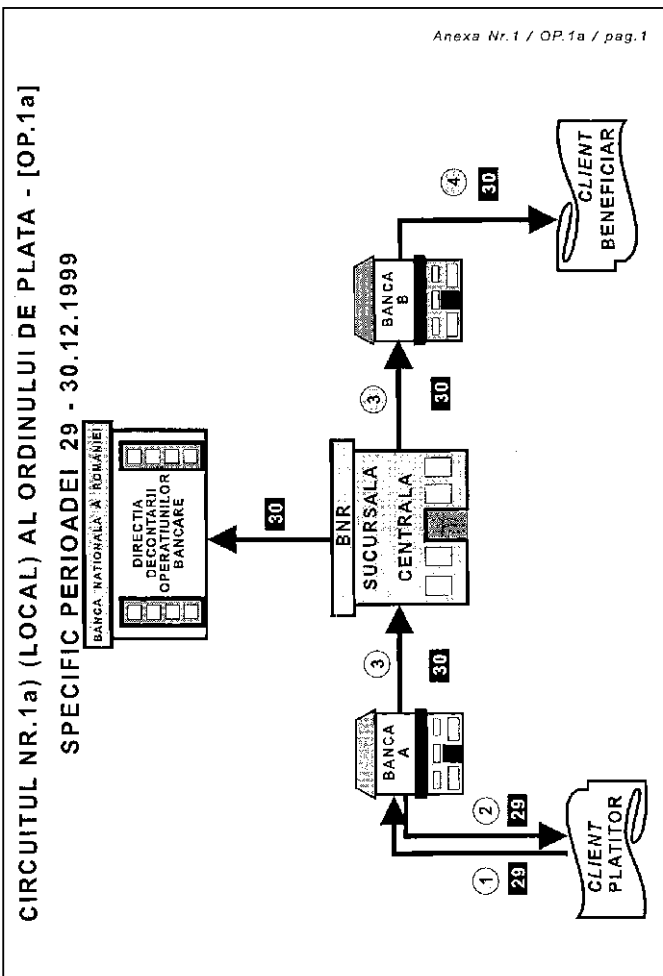 Anexa Nr.1 / OP.1a / pag.1
CIRCUITUL NR.1a) (LOCAL) AL ORDINULUI DE PLATA - [OP.1a]
SPECIFIC PERIOADEI 29 - 30.12.1999
BANCA NATIONALA A ROMÂNIEI
DIRECTIA
DECONTARII
OPERATIUNILOR
BANCARE
30
BNR
SUCURSALA
CENTRALA
BANCA
A
3
30
3
30
BANCA
B
1
29
2
29
4
30
CLIENT
PLATITOR
CLIENT
BENEFICIAR